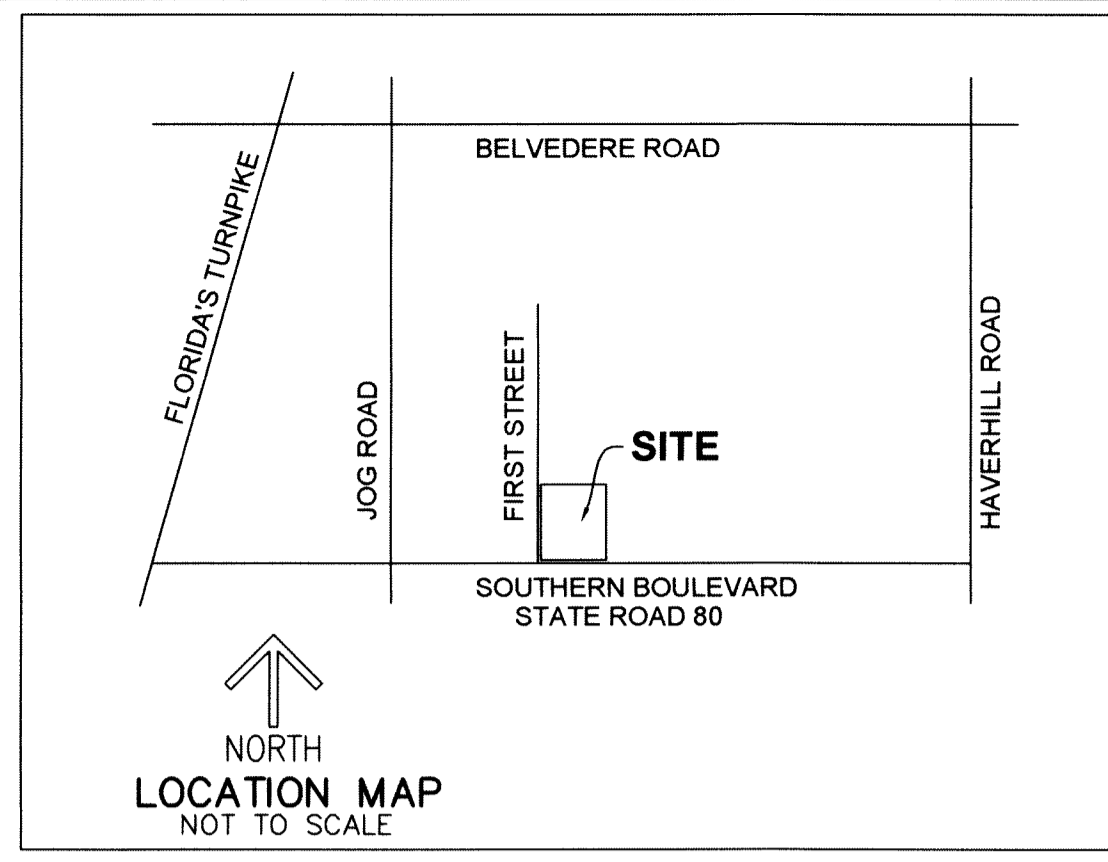 BELVEDERE ROAD
FLORIDA'S TURNPIKE
JOG ROAD
FIRST STREET
SITE
HAVERHILL ROAD
SOUTHERN BOULEVARD
STATE ROAD 80
NORTH
LOCATION MAP
NOT TO SCALE